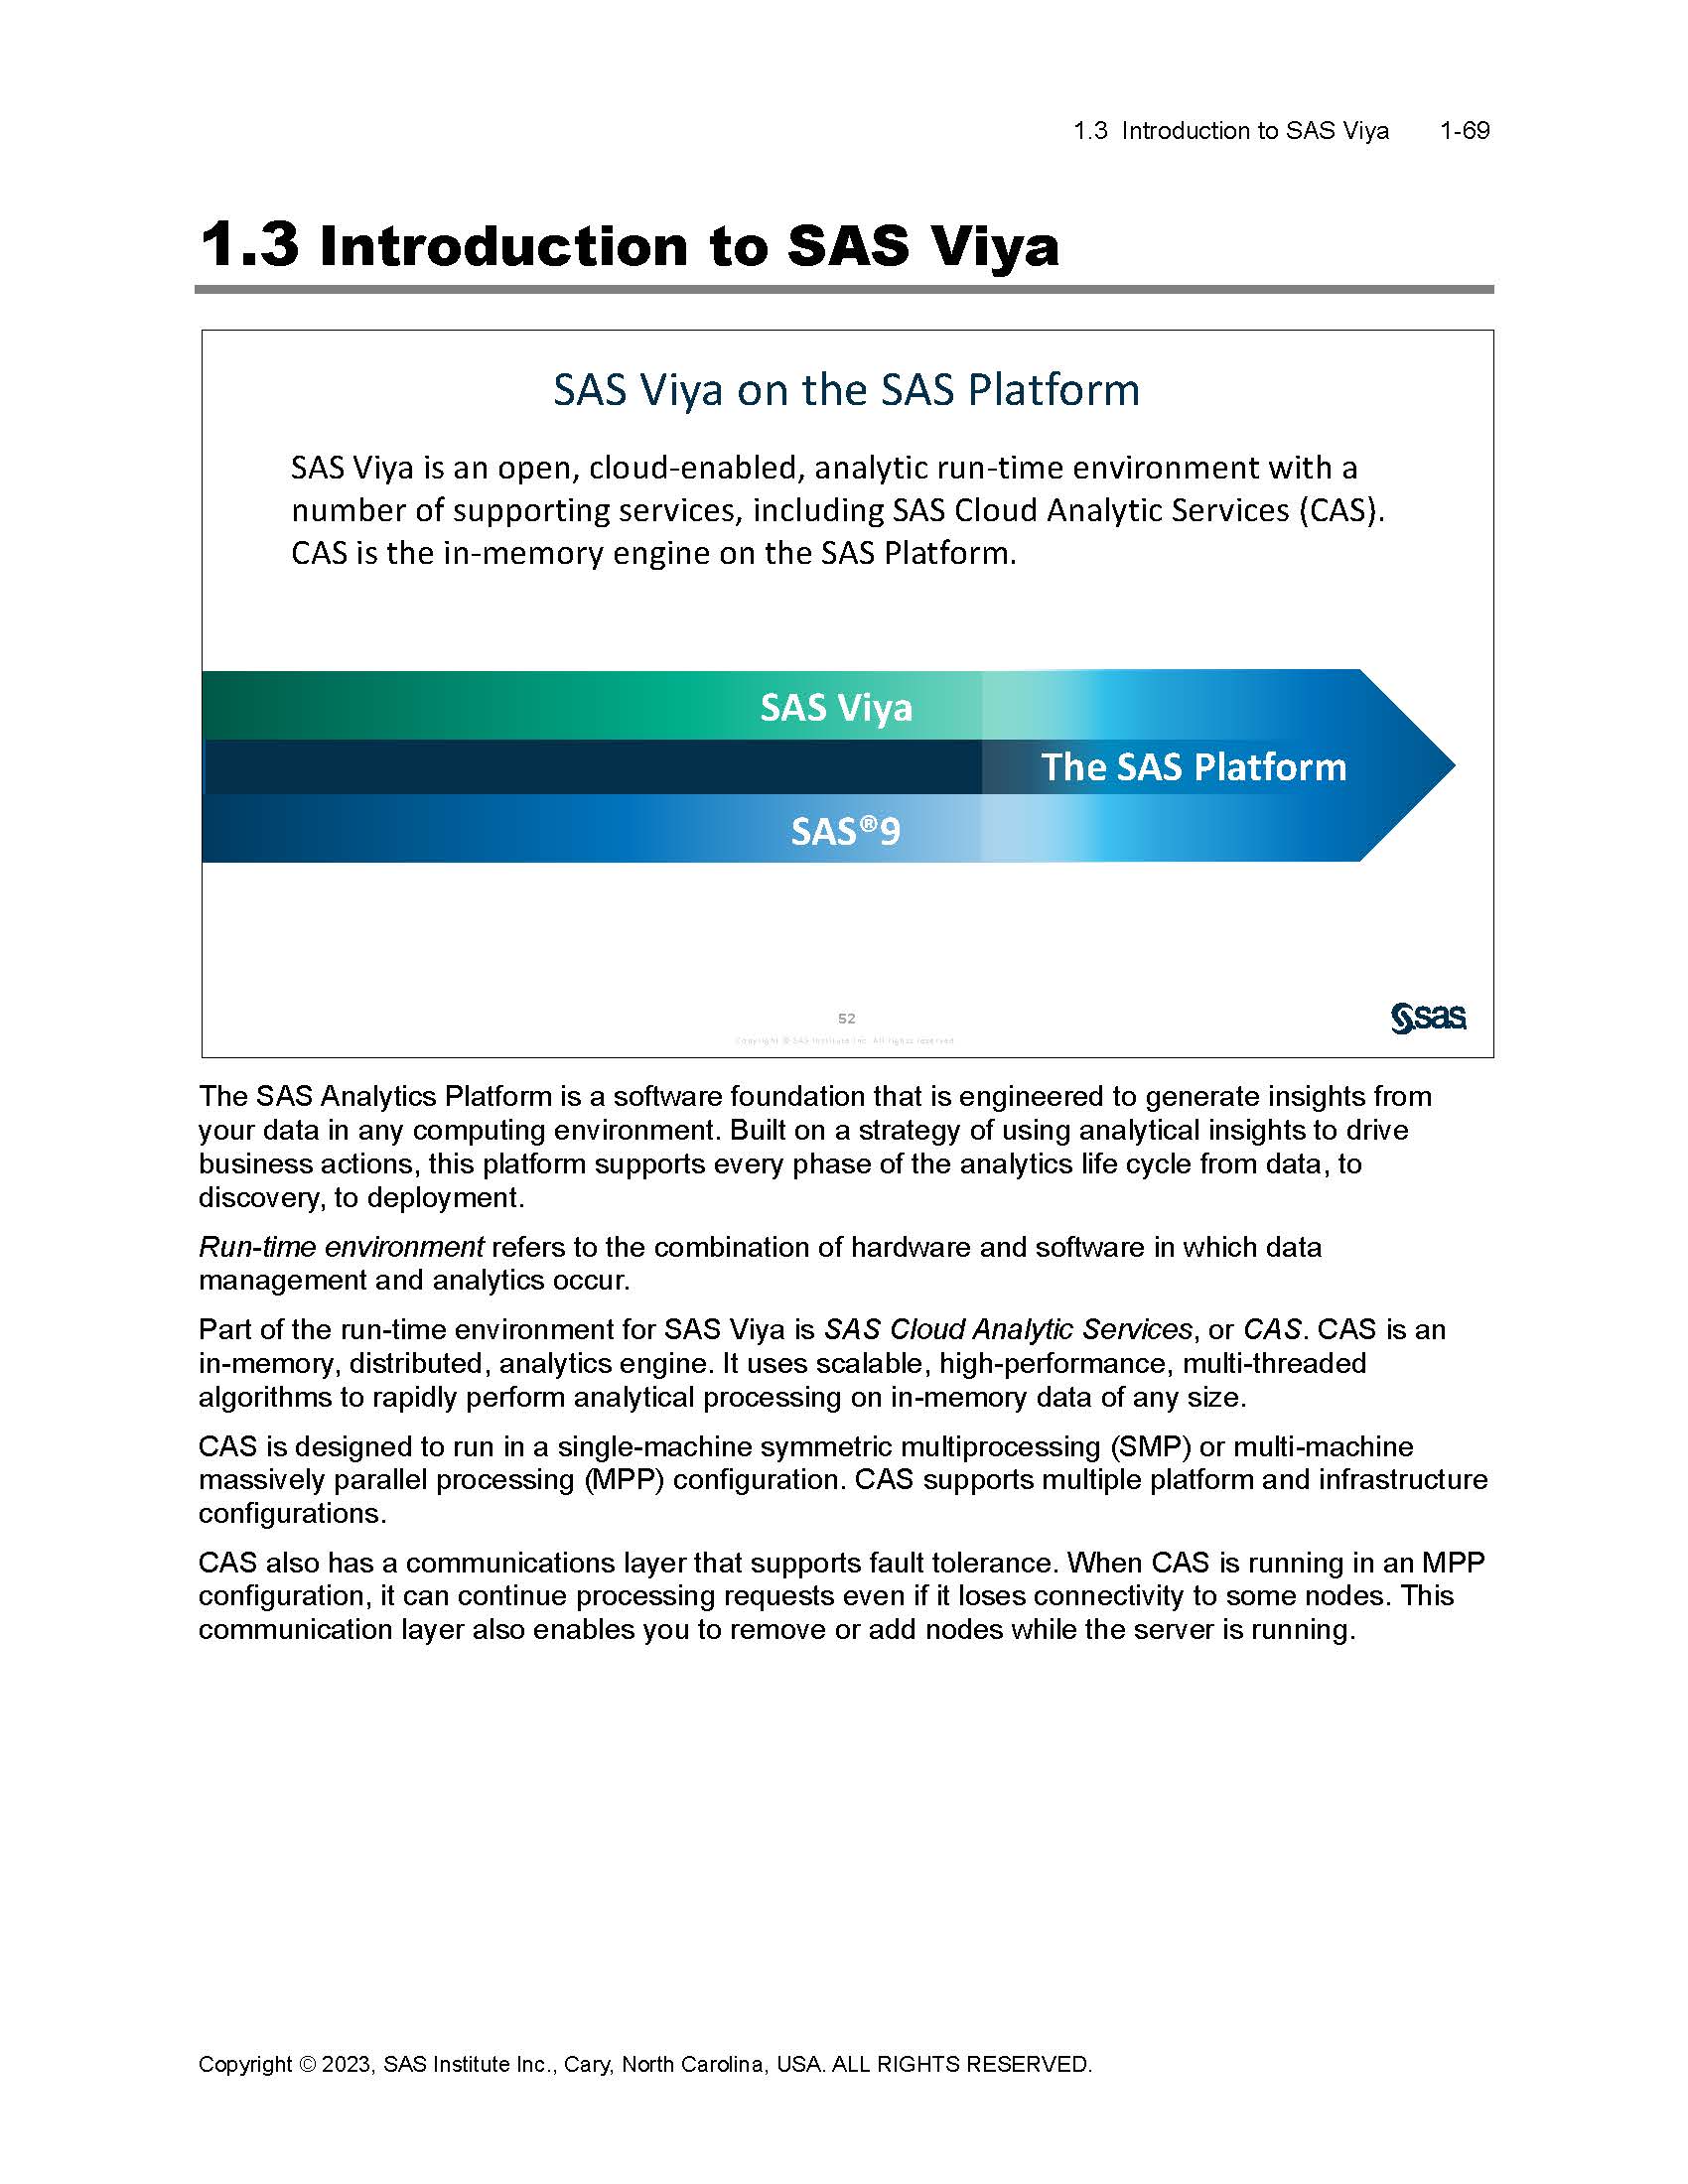 1.3 Introduction to SAS Viya 1-69
1.3 Introduction to SAS Viya
SAS Viya on the SAS Platform
SAS Viya is an open, cloud-enabled, analytic run-time environment with a
number of supporting services, including SAS Cloud Analytic Services (CAS).
CAS is the in-memory engine on the SAS Platform.
SAS Viya
The SAS Platform
SAS®9
52
Copyright © SAS Institute Inc. All rights reserved
sas
The SAS Analytics Platform is a software foundation that is engineered to generate insights from
your data in any computing environment. Built on a strategy of using analytical insights to drive
business actions, this platform supports every phase of the analytics life cycle from data, to
discovery, to deployment.
Run-time environment refers to the combination of hardware and software in which data
management and analytics occur.
Part of the run-time environment for SAS Viya is SAS Cloud Analytic Services, or CAS. CAS is an
in-memory, distributed, analytics engine. It uses scalable, high-performance, multi-threaded
algorithms to rapidly perform analytical processing on in-memory data of any size.
CAS is designed to run in a single-machine symmetric multiprocessing (SMP) or multi-machine
massively parallel processing (MPP) configuration. CAS supports multiple platform and infrastructure
configurations.
CAS also has a communications layer that supports fault tolerance. When CAS is running in an MPP
configuration, it can continue processing requests even if it loses connectivity to some nodes. This
communication layer also enables you to remove or add nodes while the server is running.
Copyright © 2023, SAS Institute Inc., Cary, North Carolina, USA. ALL RIGHTS RESERVED.